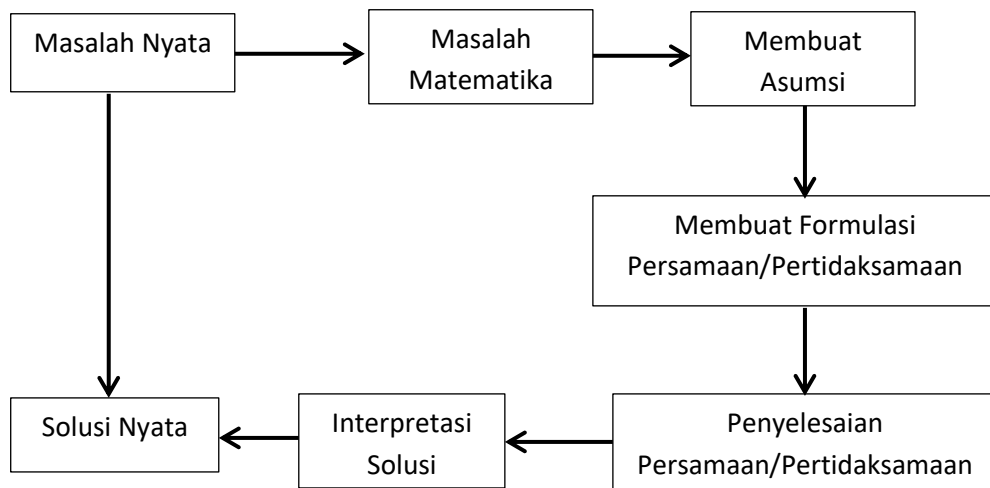 Masalah Nyata
Masalah
Matematika
Membuat
Asumsi
Membuat Formulasi
Persamaan/Pertidaksamaan
Penyelesaian
Persamaan/Pertidaksamaan
Interpretasi
Solusi
Solusi Nyata